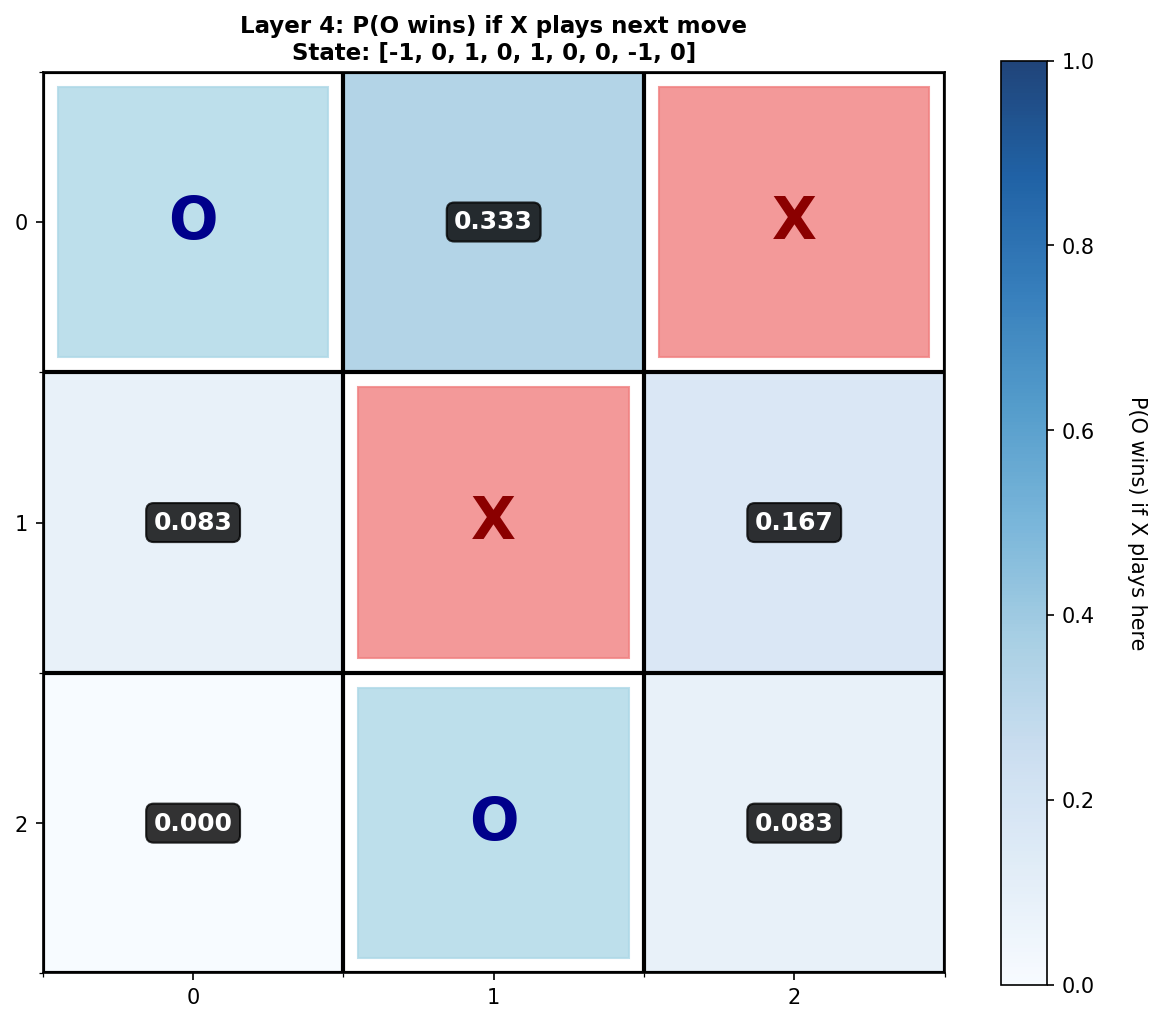 Layer 4: P(O wins) if X plays next move
State: [-1, 0, 1, 0, 1, 0, 0, -1, 0]
0
O
0.333
X
1
0.083
X
0.167
2
0.000
O
0.083
0
1
2
1.0
0.8
0.6
0.4
0.2
0.0
P(O wins) if X plays here